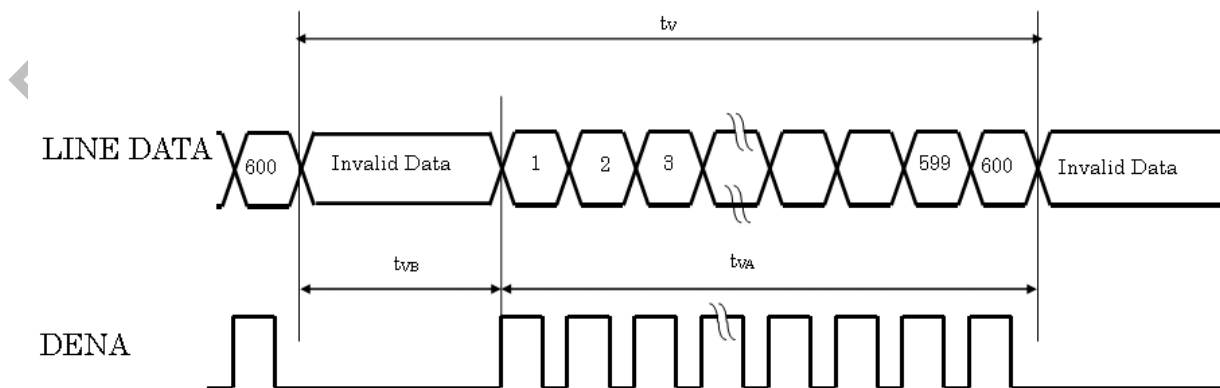 tV
LINE DATA
600 Invalid Data 1 2 3 599 600 Invalid Data
tVB tVA
DENA